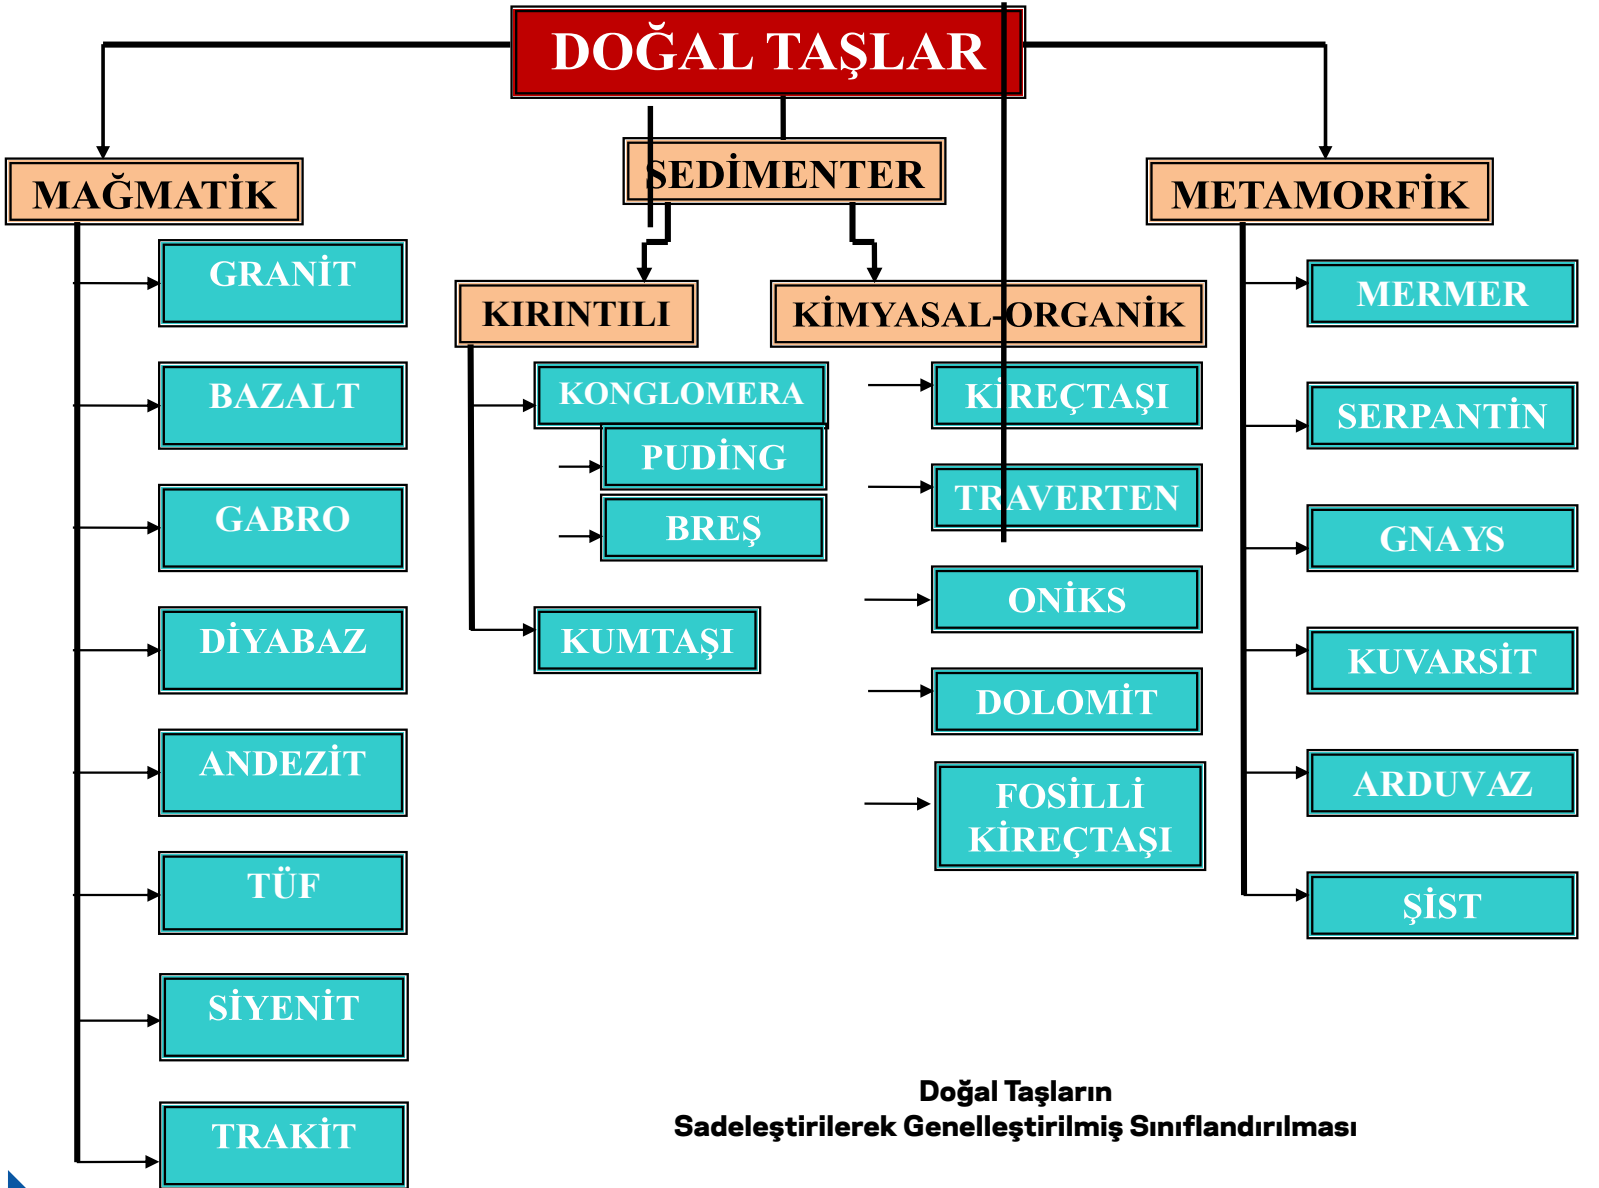 DOĞAL TAŞLAR
MAĞMATİK
SEDİMENTER
METAMORFİK
GRANİT
BAZALT
GABRO
DİYABAZ
ANDEZİT
TÜF
SİYENİT
TRAKİT
KIRINTILI
KONGLOMERA
PUDİNG
BREŞ
KUMTAŞI
KİMYASAL-ORGANİK
KİREÇTAŞI
TRAVERTEN
ONİKS
DOLOMİT
FOSİLLİ
KİREÇTAŞI
MERMER
SERPANTİN
GNAYS
KUVARSİT
ARDUVAZ
ŞİST
Doğal Taşların
Sadeleştirilerek Genelleştirilmiş Sınıflandırılması